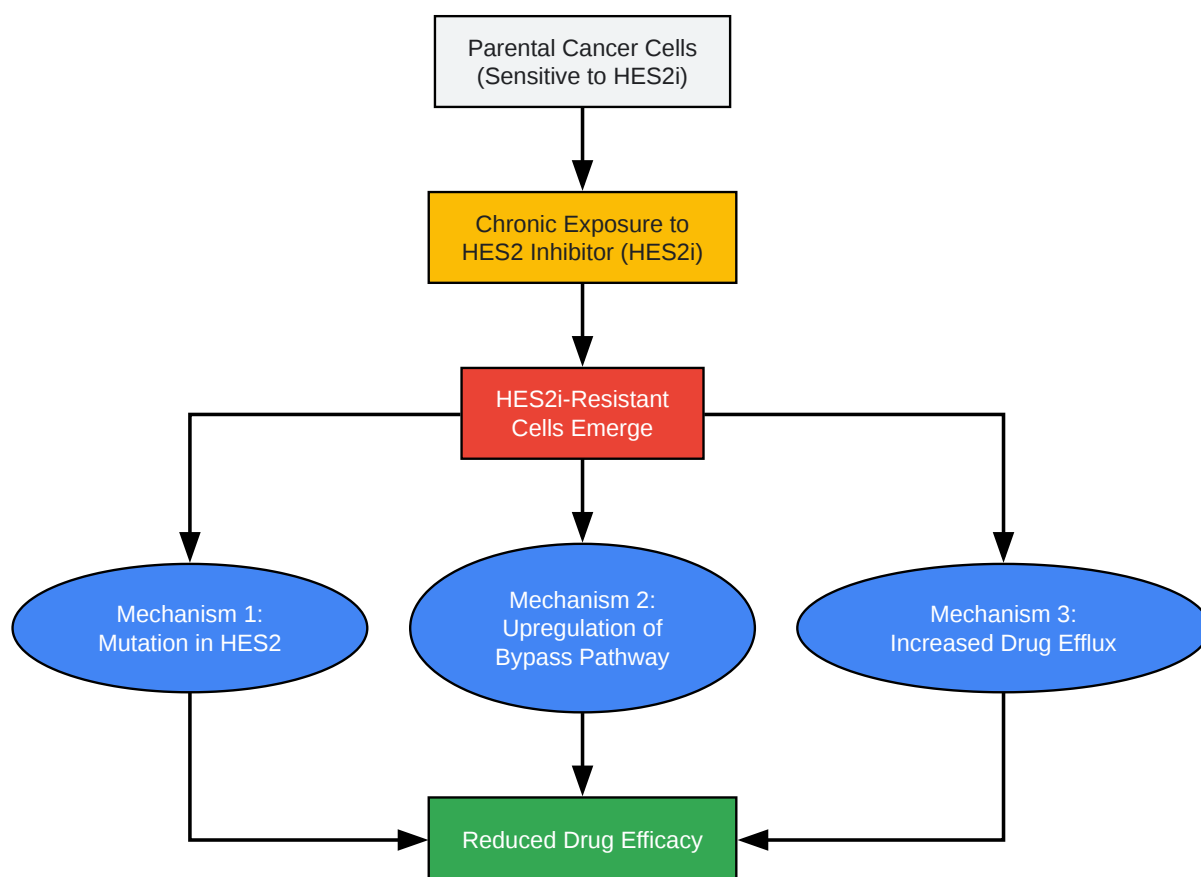 Parental Cancer Cells
(Sensitive to HES2i)
Chronic Exposure to
HES2 Inhibitor (HES2i)
HES2i-Resistant
Cells Emerge
Mechanism 1:
Mutation in HES2
Mechanism 2:
Upregulation of
Bypass Pathway
Mechanism 3:
Increased Drug Efflux
Reduced Drug Efficacy